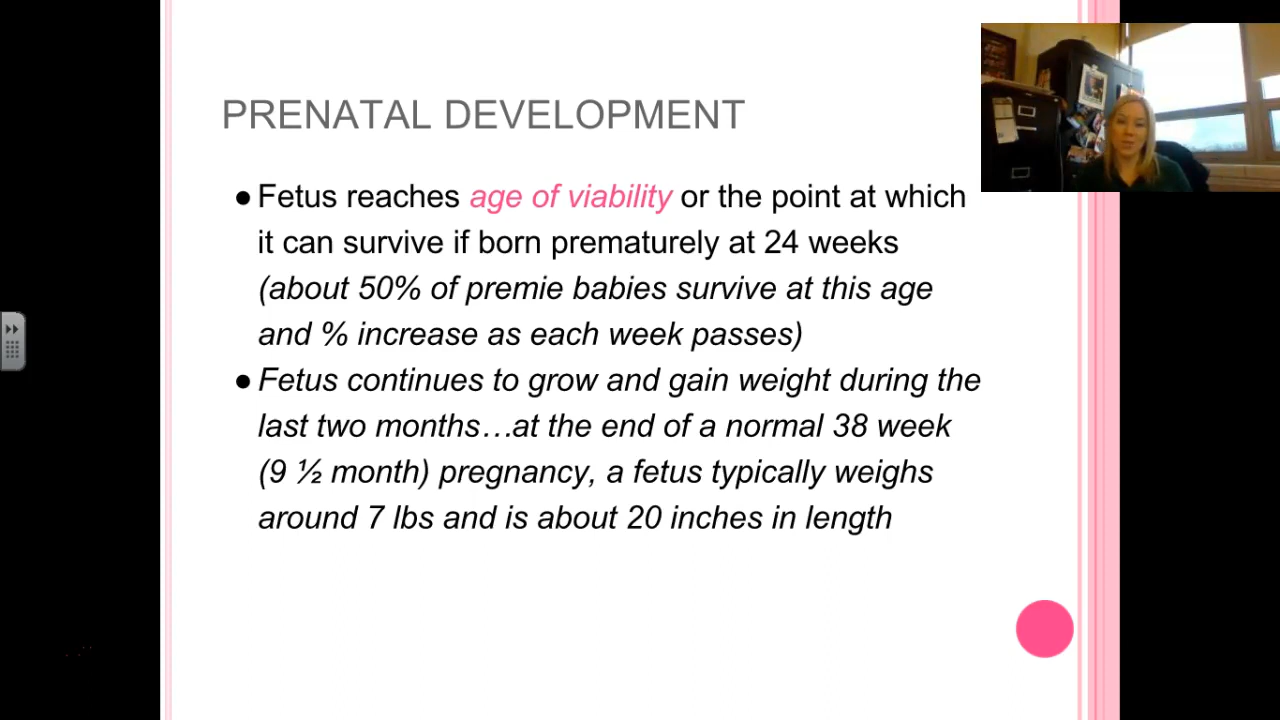 PRENATAL DEVELOPMENT
● Fetus reaches age of viability or the point at which
it can survive if born prematurely at 24 weeks
(about 50% of premie babies survive at this age
and % increase as each week passes)
● Fetus continues to grow and gain weight during the
last two months…at the end of a normal 38 week
(9 ½ month) pregnancy, a fetus typically weighs
around 7 lbs and is about 20 inches in length